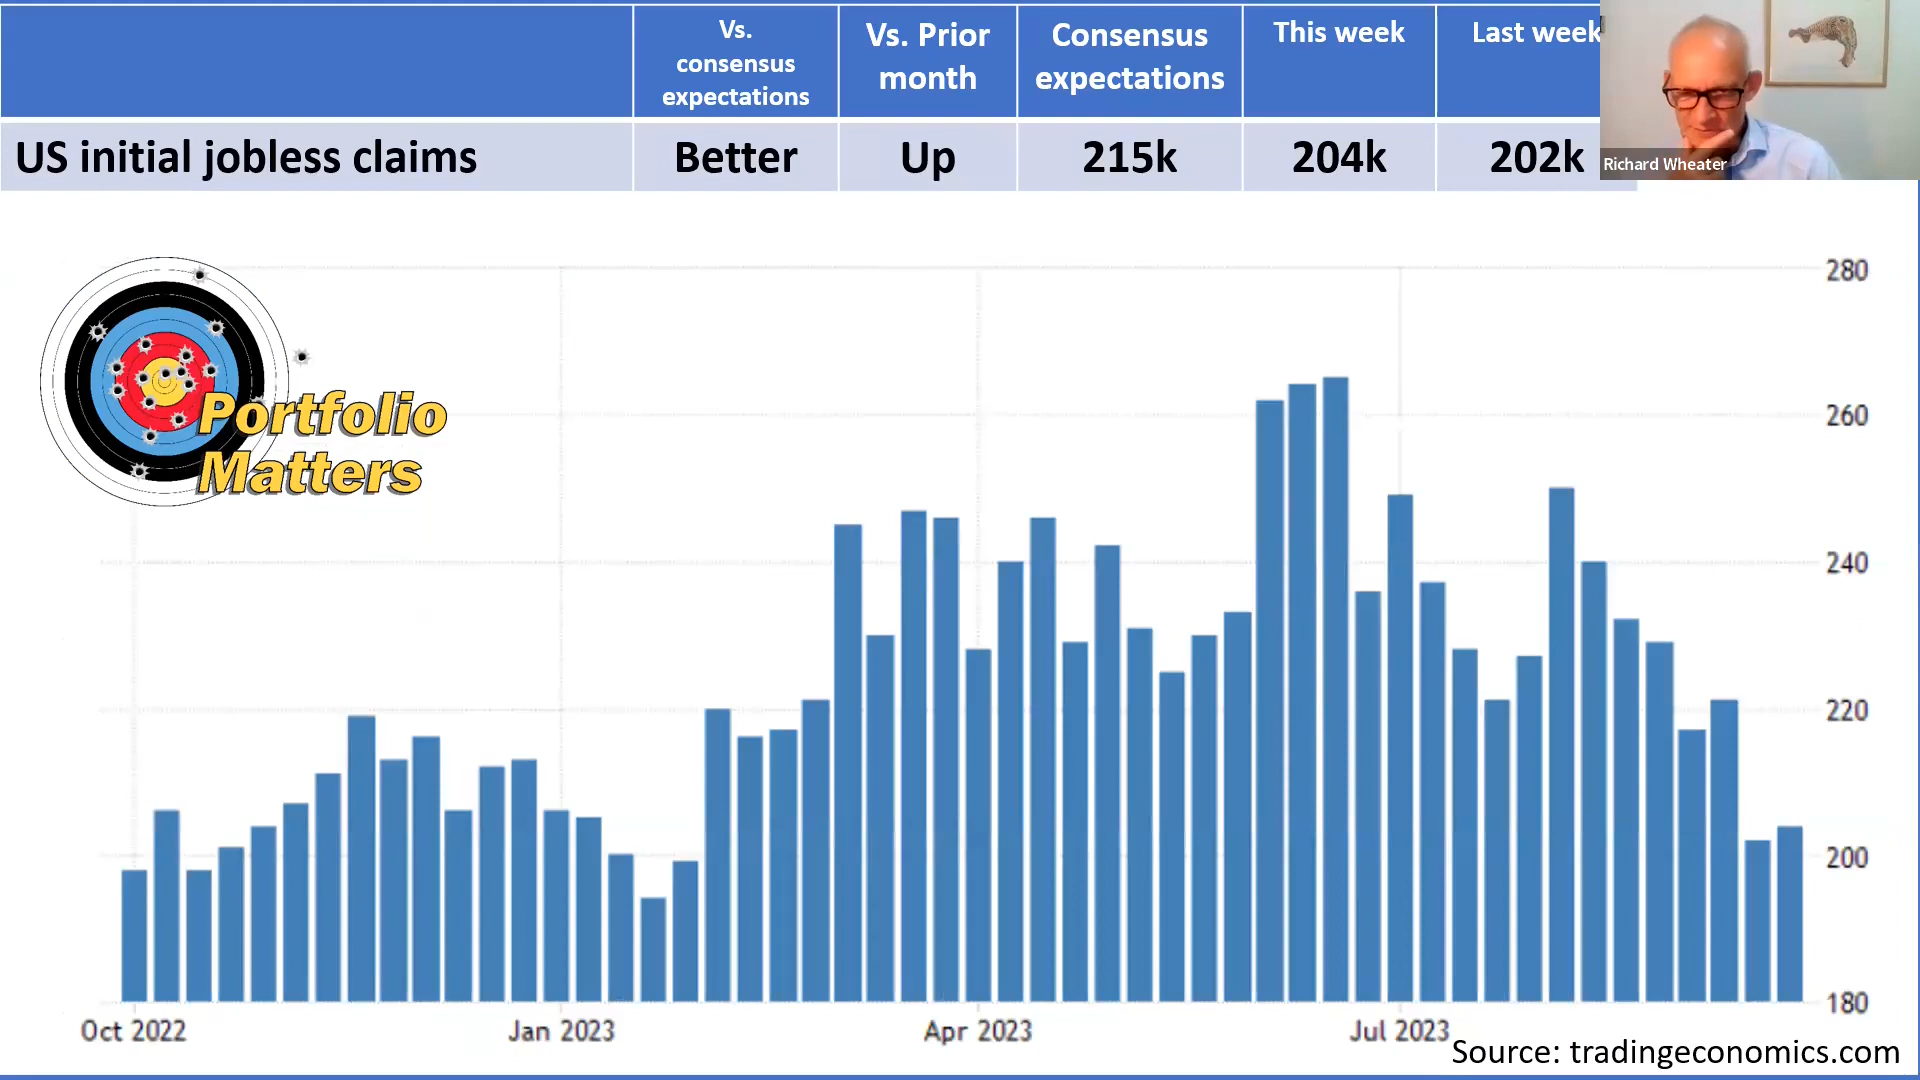 Vs.
consensus
expectations
Vs. Prior
month
Consensus
expectations
This week
Last week
US initial jobless claims
Better
Up
215k
204k
202k
Richard Wheater
Portfolio
Matters
280
260
240
220
200
180
Oct 2022
Jan 2023
Apr 2023
Jul 2023
Source: tradingeconomics.com